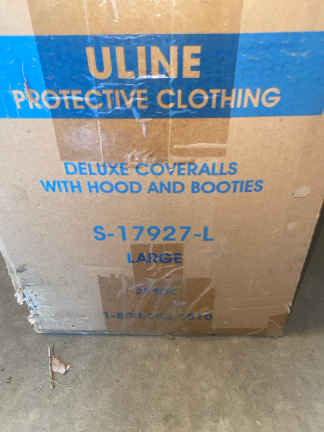 ULINE
PROTECTIVE CLOTHING
DELUXE COVERALLS
WITH HOOD AND BOOTIES
S-17927-L
LARGE